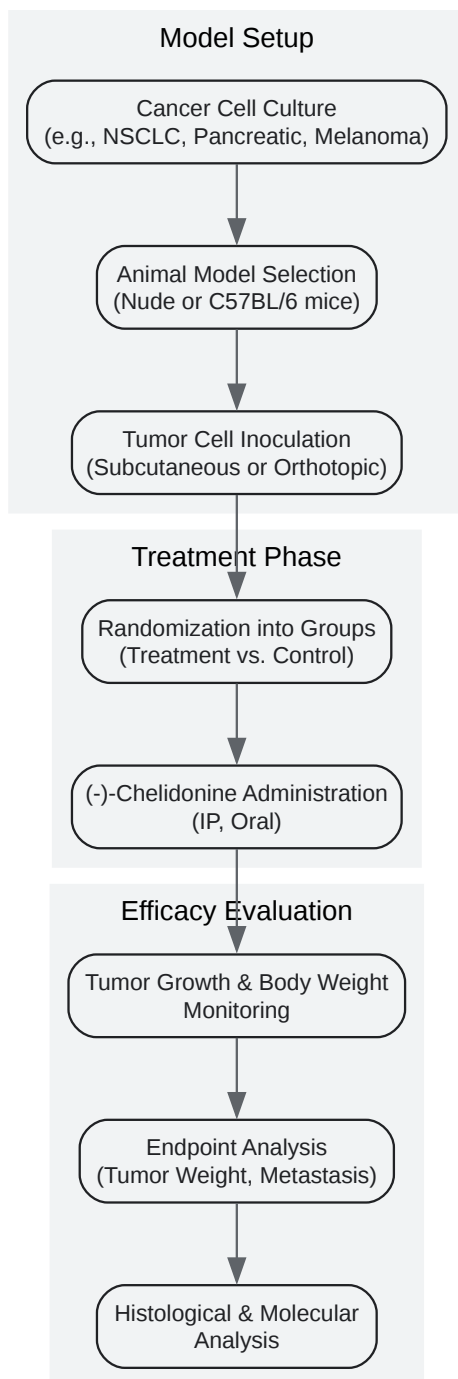 Model Setup
Cancer Cell Culture
(e.g., NSCLC, Pancreatic, Melanoma)
Animal Model Selection
(Nude or C57BL/6 mice)
Tumor Cell Inoculation
(Subcutaneous or Orthotopic)
Treatment Phase
Randomization into Groups
(Treatment vs. Control)
(-)-Chelidonine Administration
(IP, Oral)
Efficacy Evaluation
Tumor Growth & Body Weight
Monitoring
Endpoint Analysis
(Tumor Weight, Metastasis)
Histological & Molecular
Analysis